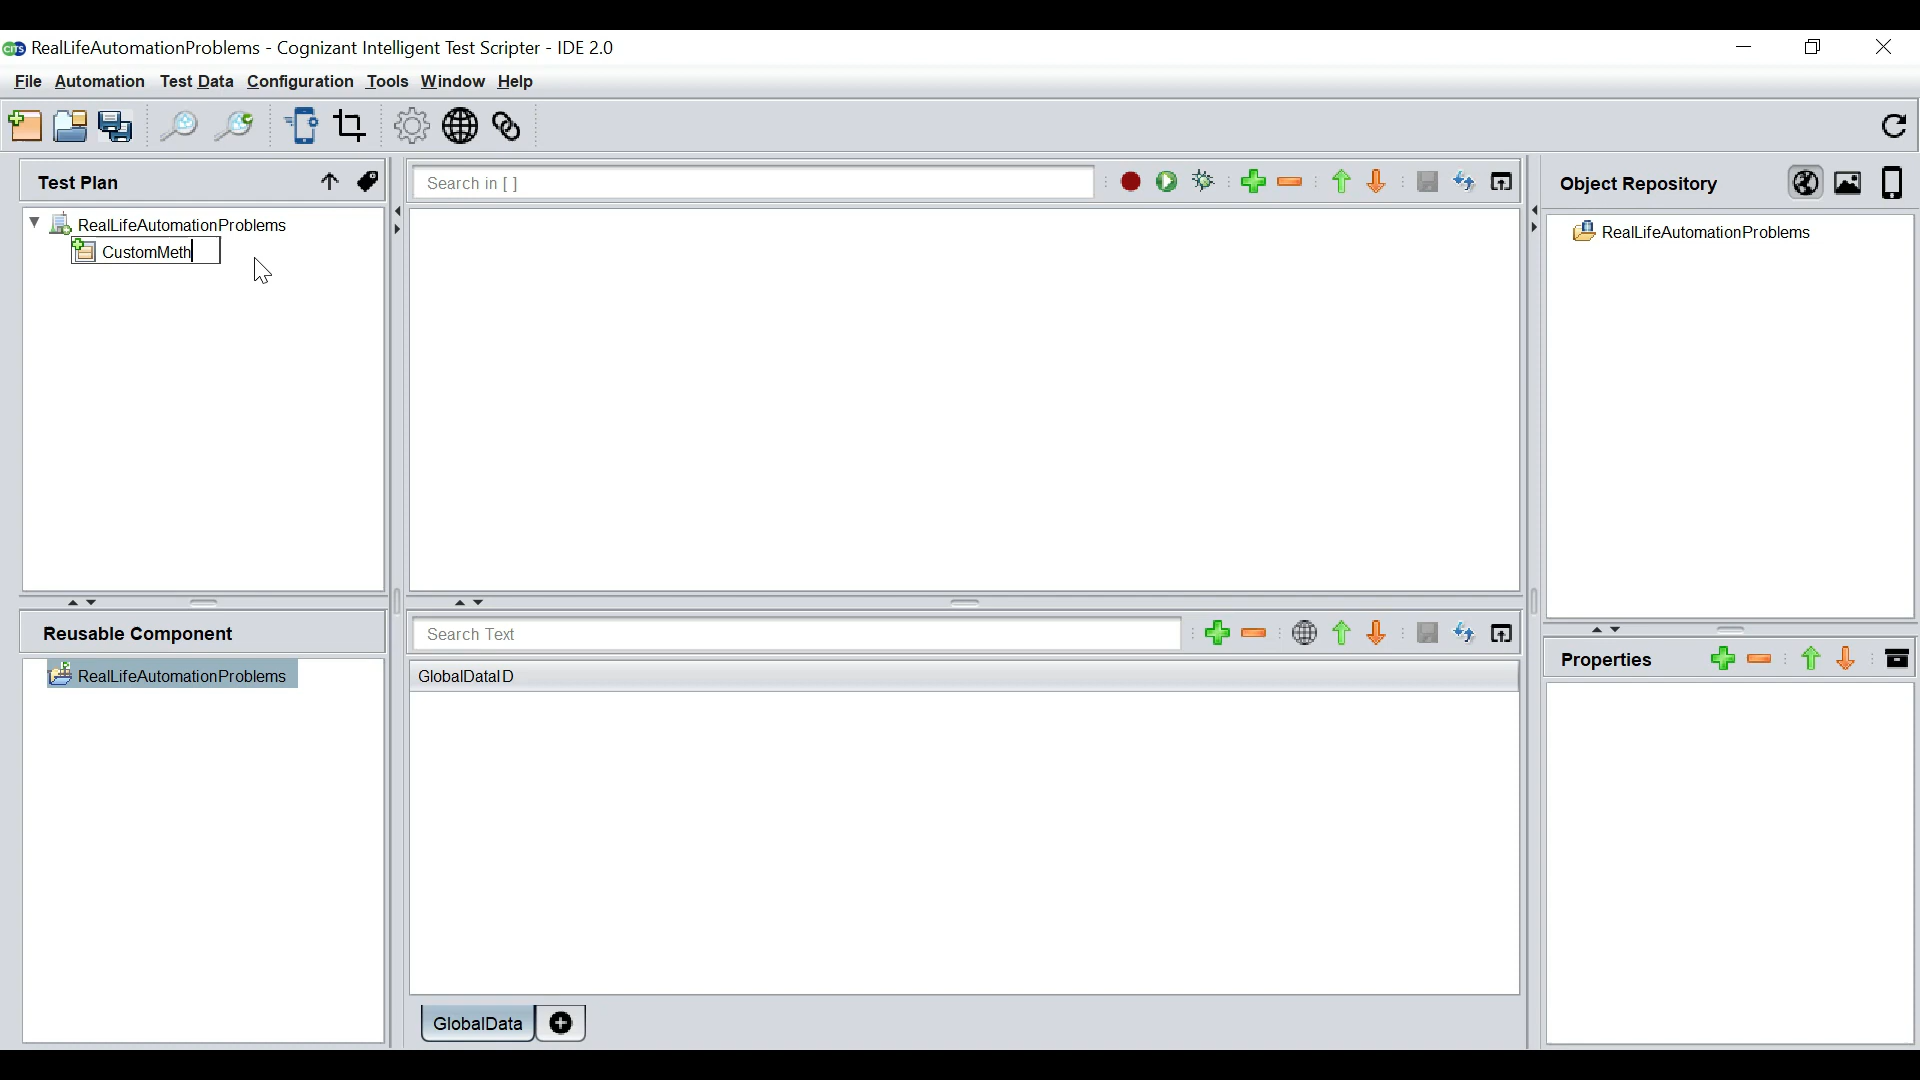 CITS RealLifeAutomationProblems - Cognizant Intelligent Test Scripter - IDE 2.0
File Automation Test Data Configuration Tools Window Help
Test Plan
Search in [ ]
Object Repository
RealLifeAutomationProblems
CustomMeth
RealLifeAutomationProblems
Reusable Component
Search Text
Properties
RealLifeAutomationProblems
GlobalDataID
GlobalData